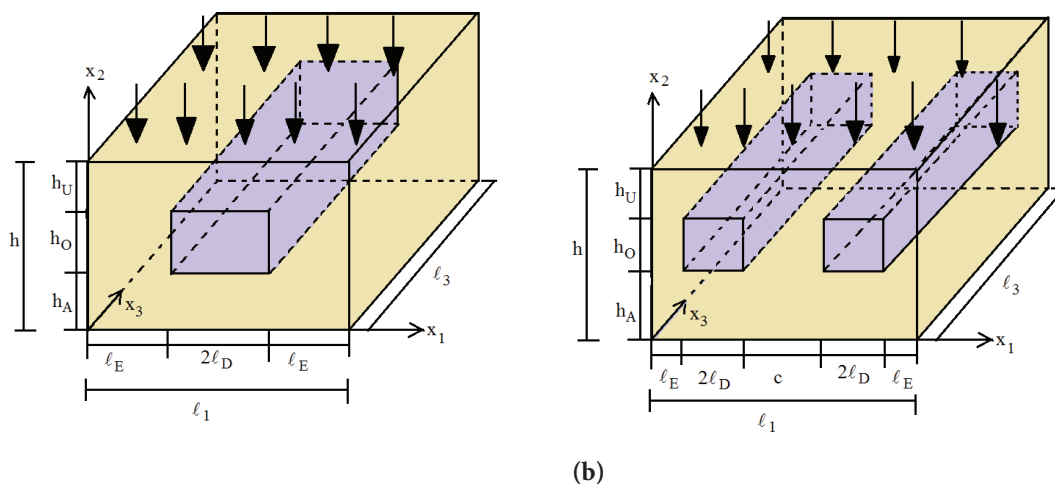 x2
h
hU
hO
hA
x3
x1
ℓ3
ℓE 2ℓD ℓE
ℓ1
x2
h
hU
hO
hA
x3
x1
ℓ3
ℓE 2ℓD c 2ℓD ℓE
ℓ1
(b)